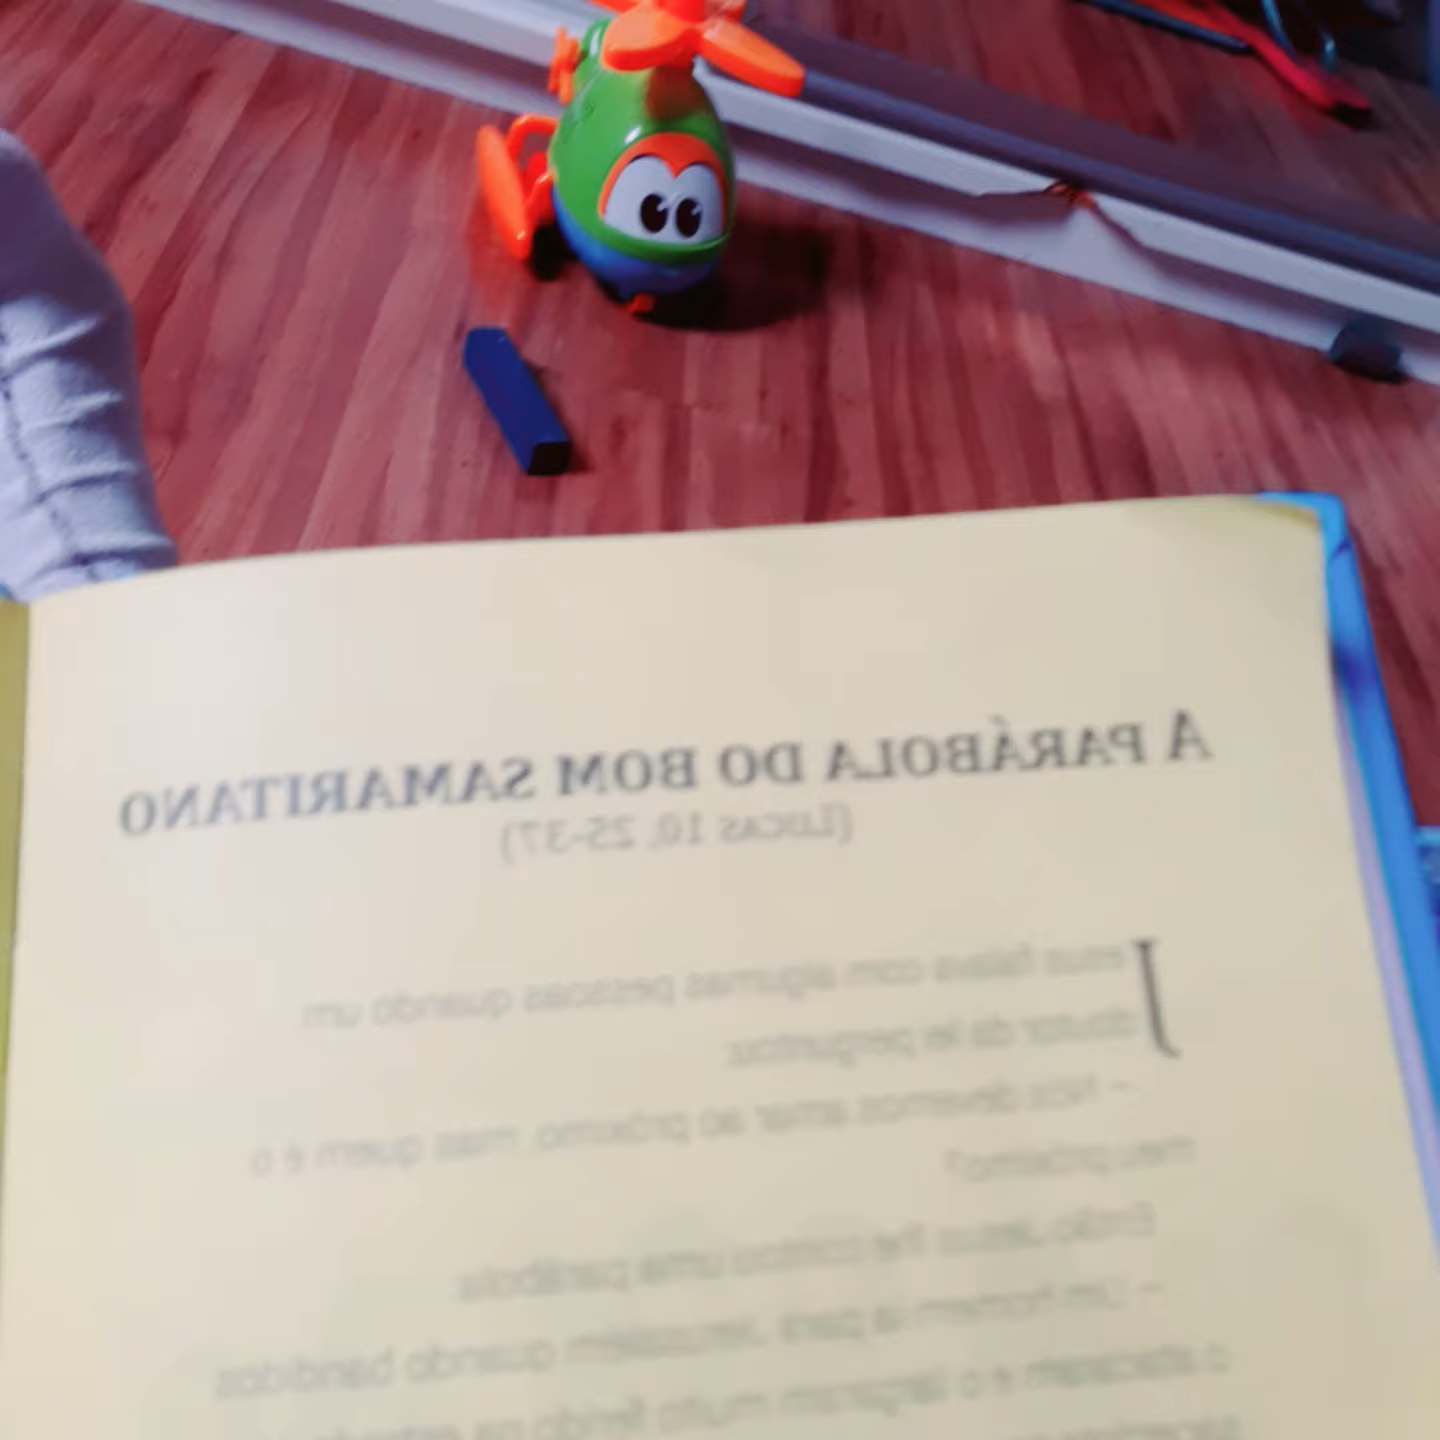 A PARÁBOLA DO BOM SAMARITANO
(LUCAS 10, 25-37)
Jesus falava com algumas pessoas quando um
doutor da lei perguntou:
– Nós devemos amar ao próximo, mas quem é o
meu próximo?
Então Jesus lhe contou uma parábola:
– Um homem ia para Jerusalém quando bandidos
o atacaram e o largaram muito ferido na estrada.